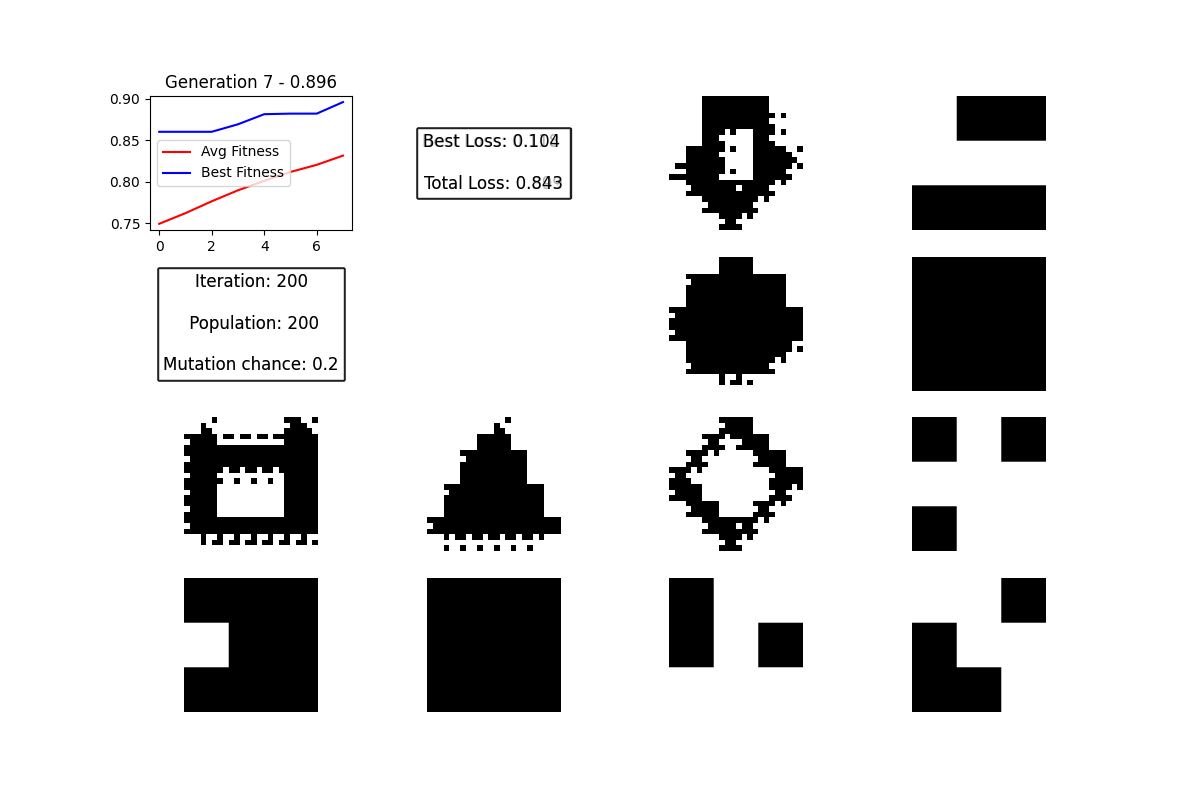 Generation 7 - 0.896
0.90
0.85
0.80
0.75
Avg Fitness
Best Fitness
0 2 4 6
Best Loss: 0.104
Total Loss: 0.843
Iteration: 200
Population: 200
Mutation chance: 0.2